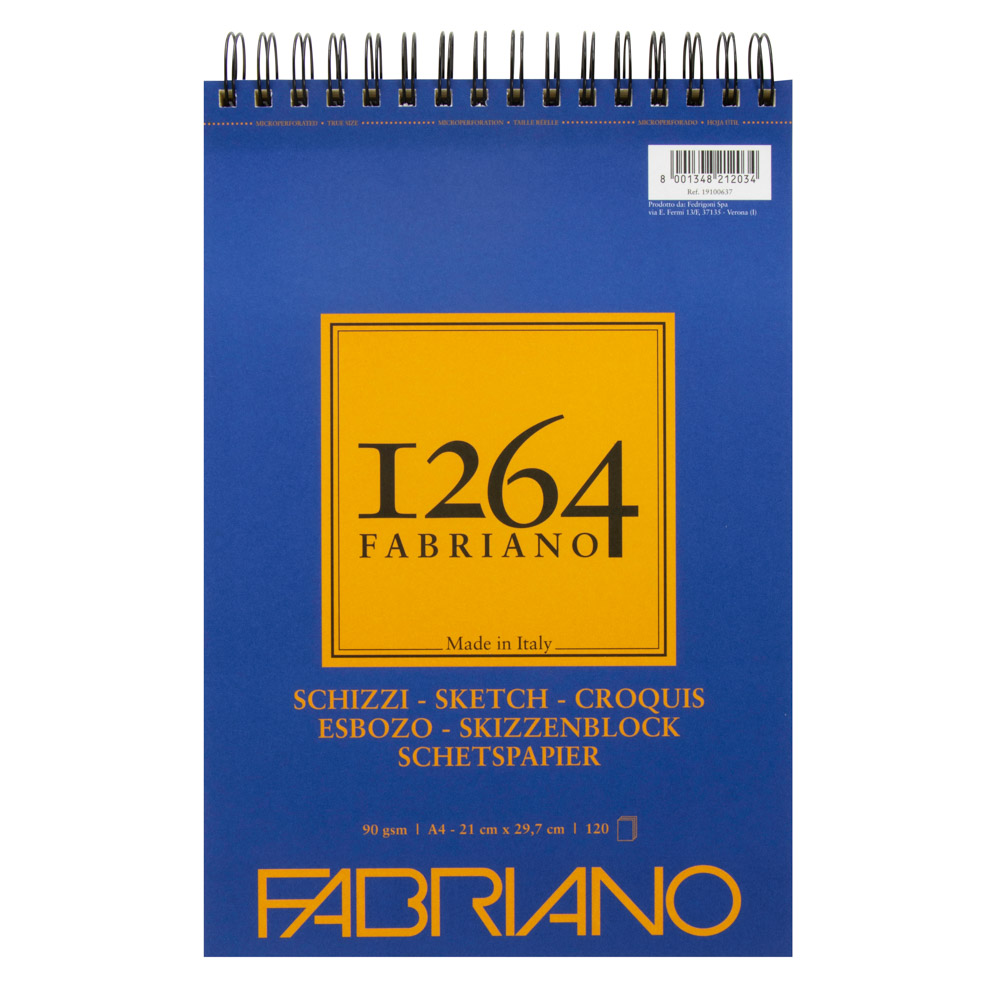 MICROPERFORATED • TRUE SIZE • MICROPERFORATION • TAILLE RÉELLE • MICROPERFORADO • HOJA ÚTIL
8 001348 212034
Ref. 19100637
Prodotto da: Fedrigoni Spa
via E. Fermi 13/F, 37135 - Verona (I)
1264
FABRIANO
Made in Italy
SCHIZZI - SKETCH - CROQUIS
ESBOZO - SKIZZENBLOCK
SCHETSPAPIER
90 gsm | A4 - 21 cm x 29,7 cm | 120
FABRIANO